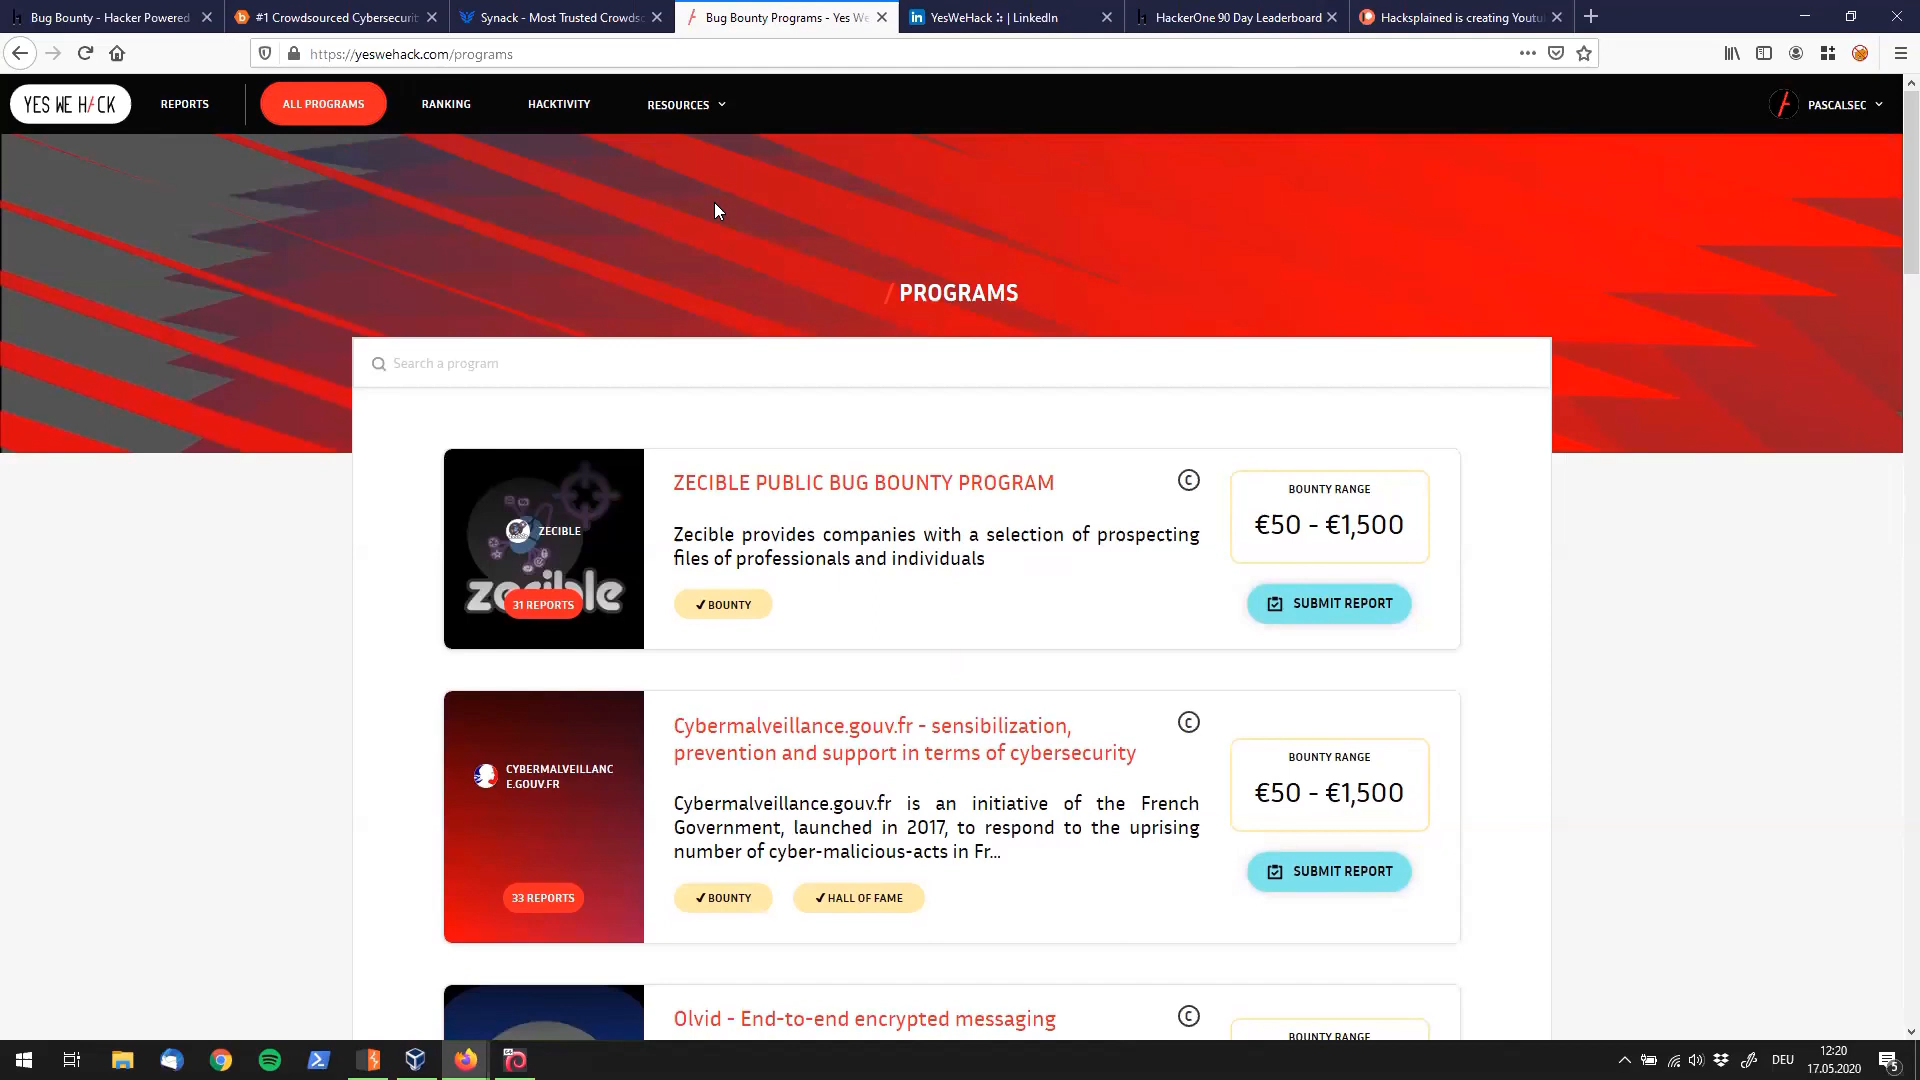 Bug Bounty - Hacker Powered
#1 Crowdsourced Cybersecurit
Synack - Most Trusted Crowds
Bug Bounty Programs - Yes We
YesWeHack | LinkedIn
HackerOne 90 Day Leaderboard
Hacksplained is creating Youtu
https://yeswehack.com/programs
YES WE H/CK
REPORTS
ALL PROGRAMS
RANKING
HACKTIVITY
RESOURCES
PASCALSEC
/ PROGRAMS
Search a program
ZECIBLE
zecible
31 REPORTS
ZECIBLE PUBLIC BUG BOUNTY PROGRAM
C
Zecible provides companies with a selection of prospecting
files of professionals and individuals
✓ BOUNTY
BOUNTY RANGE
€50 - €1,500
SUBMIT REPORT
CYBERMALVEILLANC
E.GOUV.FR
33 REPORTS
Cybermalveillance.gouv.fr - sensibilization,
prevention and support in terms of cybersecurity
C
Cybermalveillance.gouv.fr is an initiative of the French
Government, launched in 2017, to respond to the uprising
number of cyber-malicious-acts in Fr...
✓ BOUNTY
✓ HALL OF FAME
BOUNTY RANGE
€50 - €1,500
SUBMIT REPORT
Olvid - End-to-end encrypted messaging
C
BOUNTY RANGE
DEU
12:20
17.05.2020
5